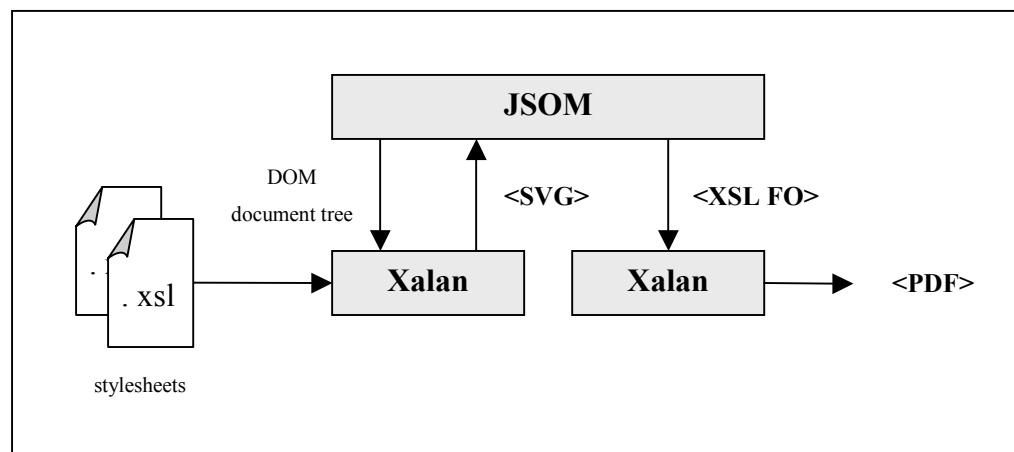 JSOM
DOM
document tree
<SVG>
<XSL FO>
. xsl
Xalan
Xalan
<PDF>
stylesheets